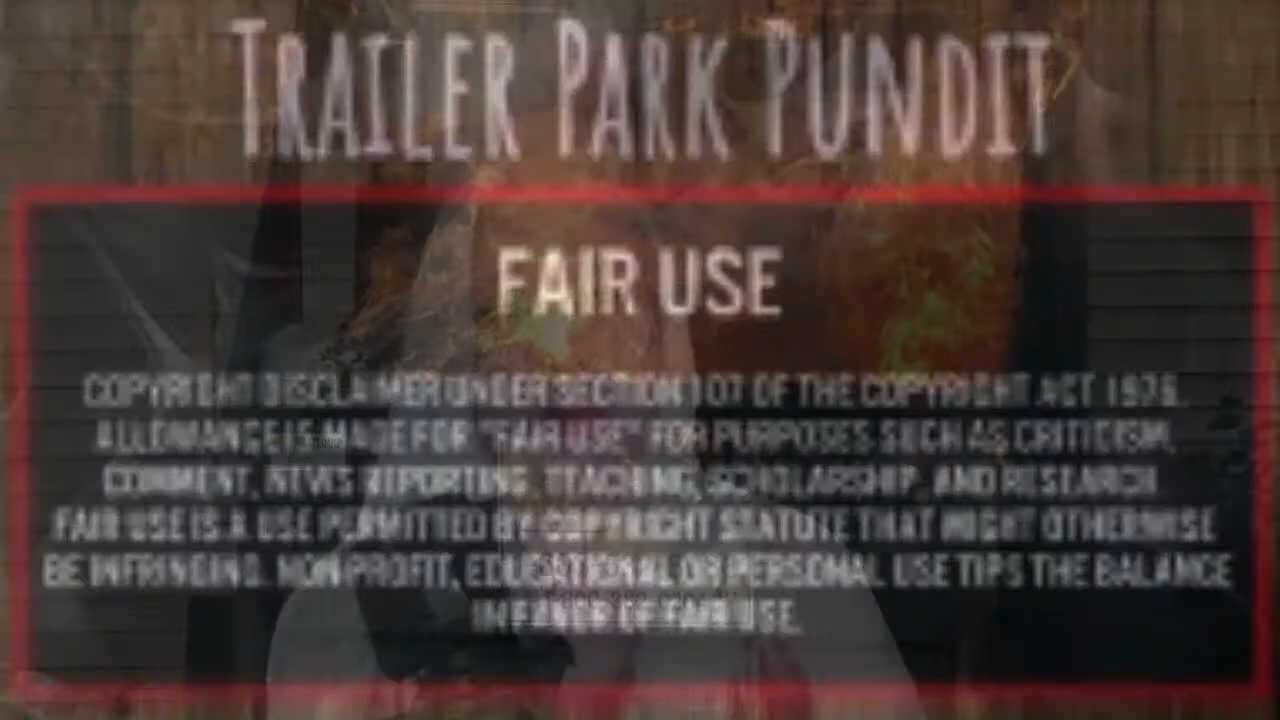 TRAILER PARK PUNDIT
FAIR USE
COPYRIGHT DISCLAIMER UNDER SECTION 107 OF THE COPYRIGHT ACT 1976.
ALLOWANCE IS MADE FOR "FAIR USE" FOR PURPOSES SUCH AS CRITICISM,
COMMENT, NEWS REPORTING, TEACHING, SCHOLARSHIP, AND RESEARCH.
FAIR USE IS A USE PERMITTED BY COPYRIGHT STATUTE THAT MIGHT OTHERWISE
BE INFRINGING. NON-PROFIT, EDUCATIONAL OR PERSONAL USE TIPS THE BALANCE
IN FAVOR OF FAIR USE.